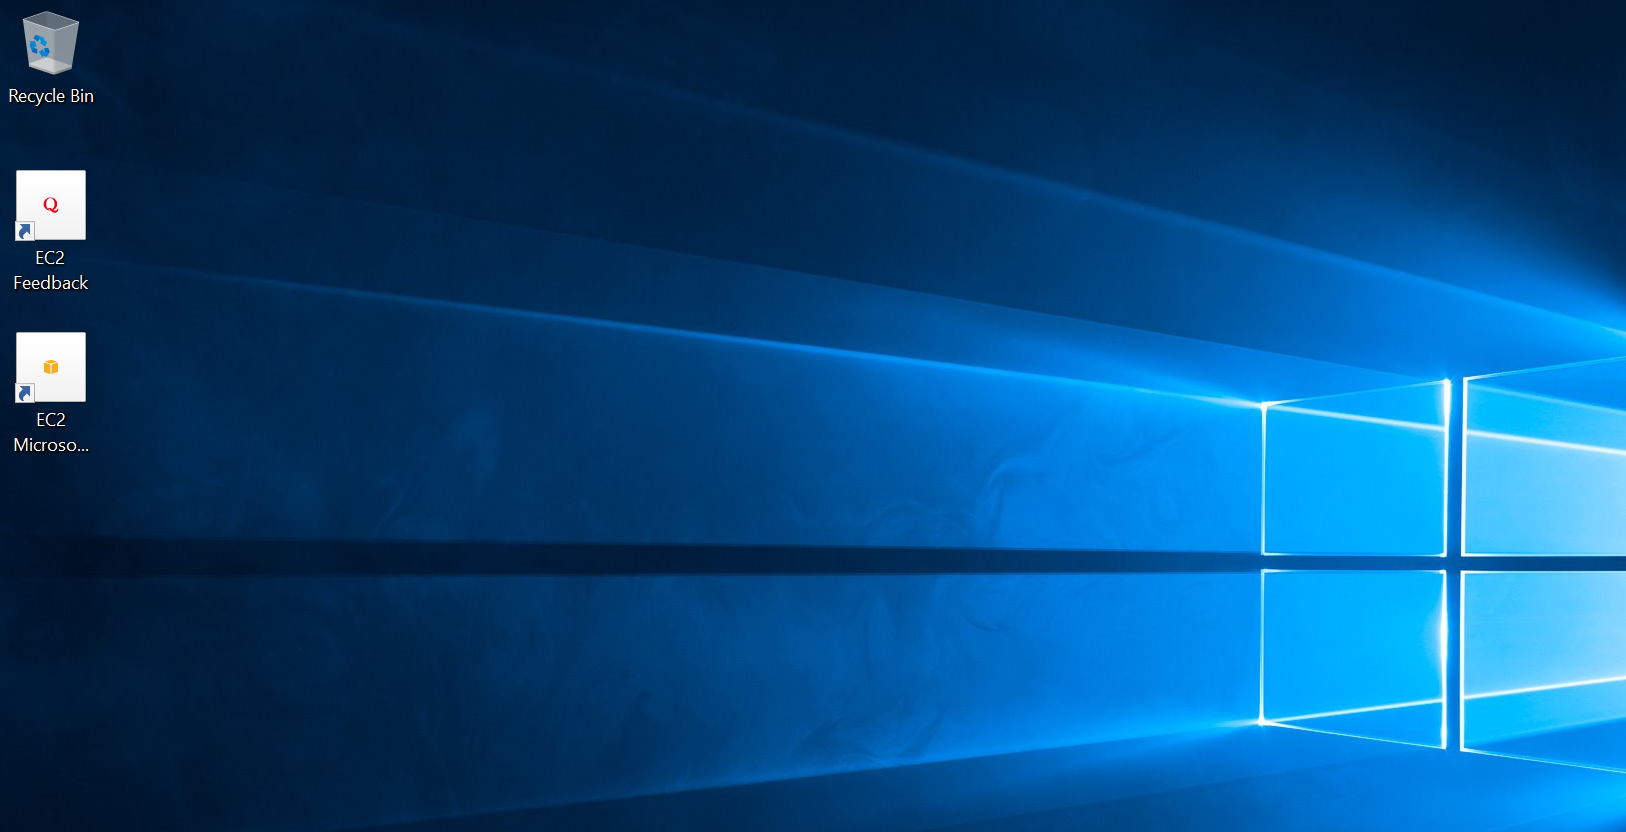 Recycle Bin
Q
EC2
Feedback
EC2
Microso...